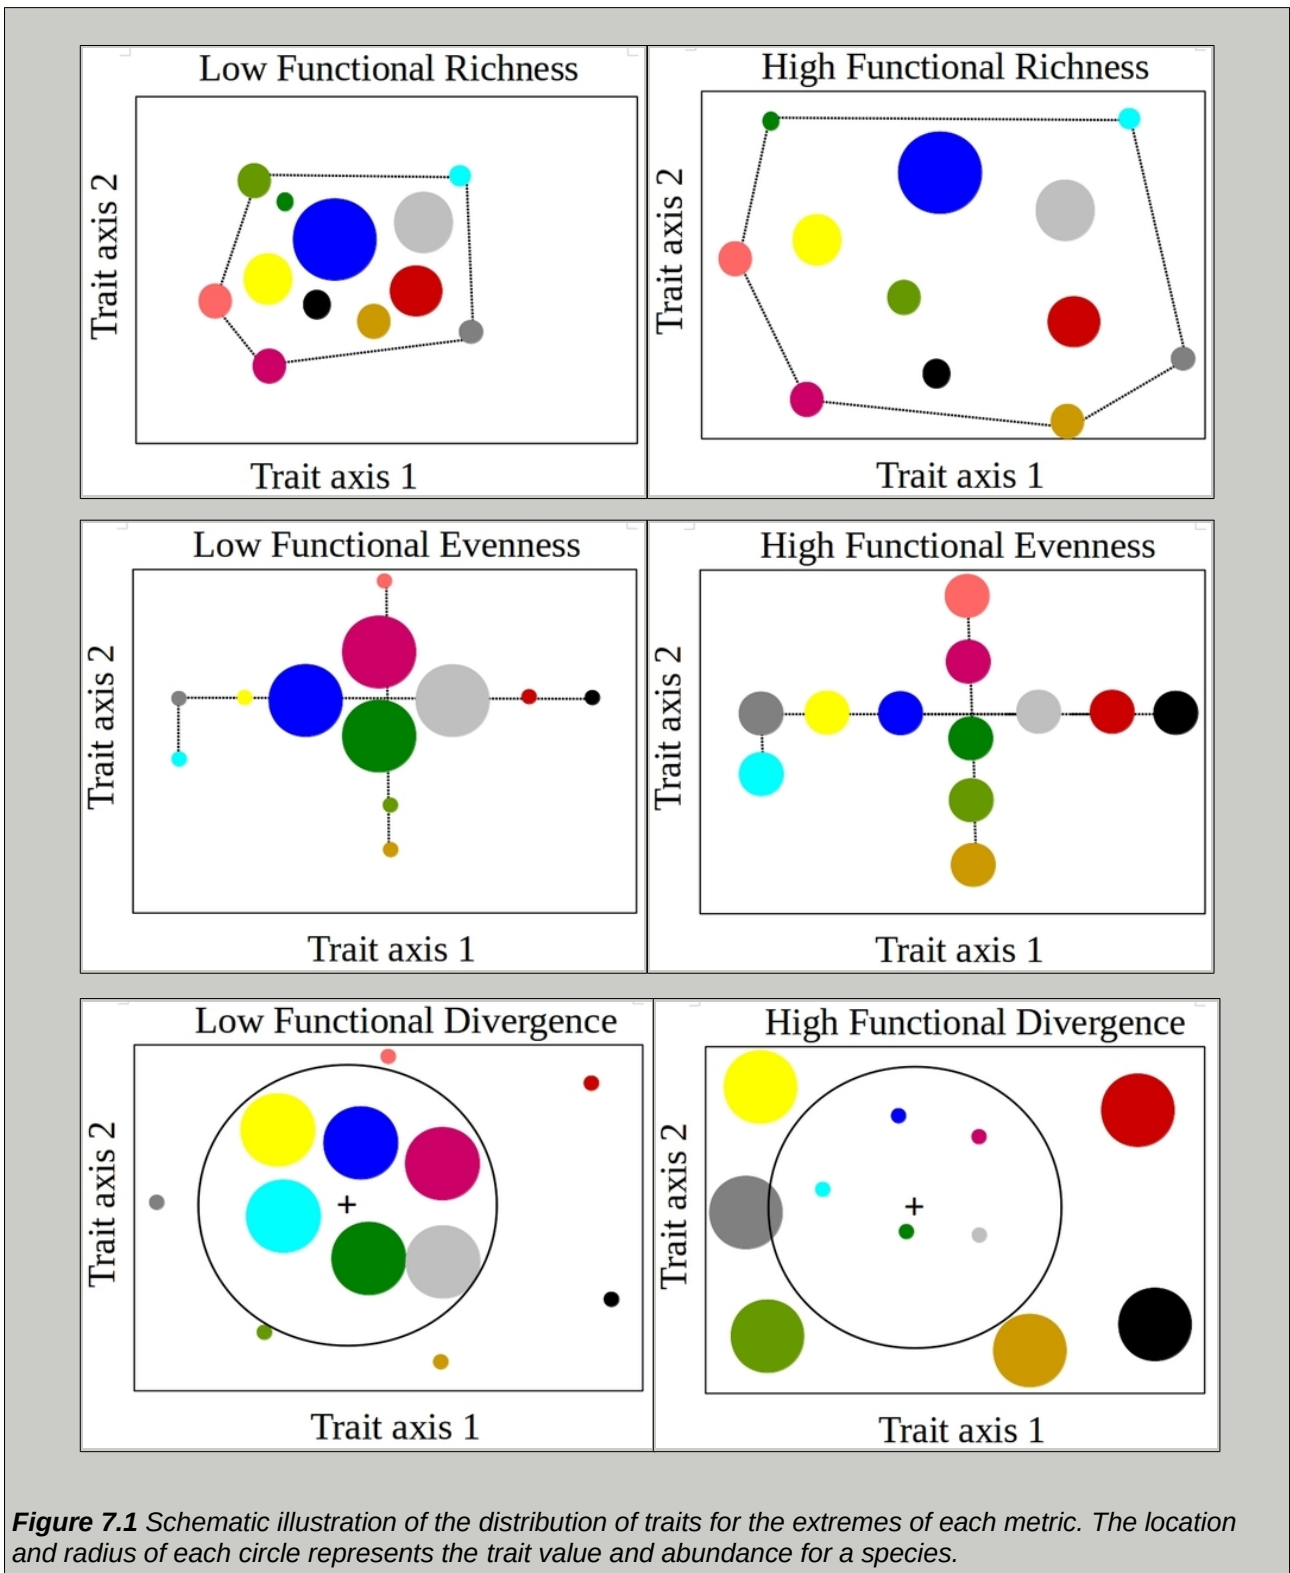 Low Functional Richness
High Functional Richness
Trait axis 2
Trait axis 2
Trait axis 1
Trait axis 1
Low Functional Evenness
High Functional Evenness
Trait axis 2
Trait axis 2
Trait axis 1
Trait axis 1
Low Functional Divergence
High Functional Divergence
Trait axis 2
Trait axis 2
Trait axis 1
Trait axis 1
Figure 7.1 Schematic illustration of the distribution of traits for the extremes of each metric. The location
and radius of each circle represents the trait value and abundance for a species.